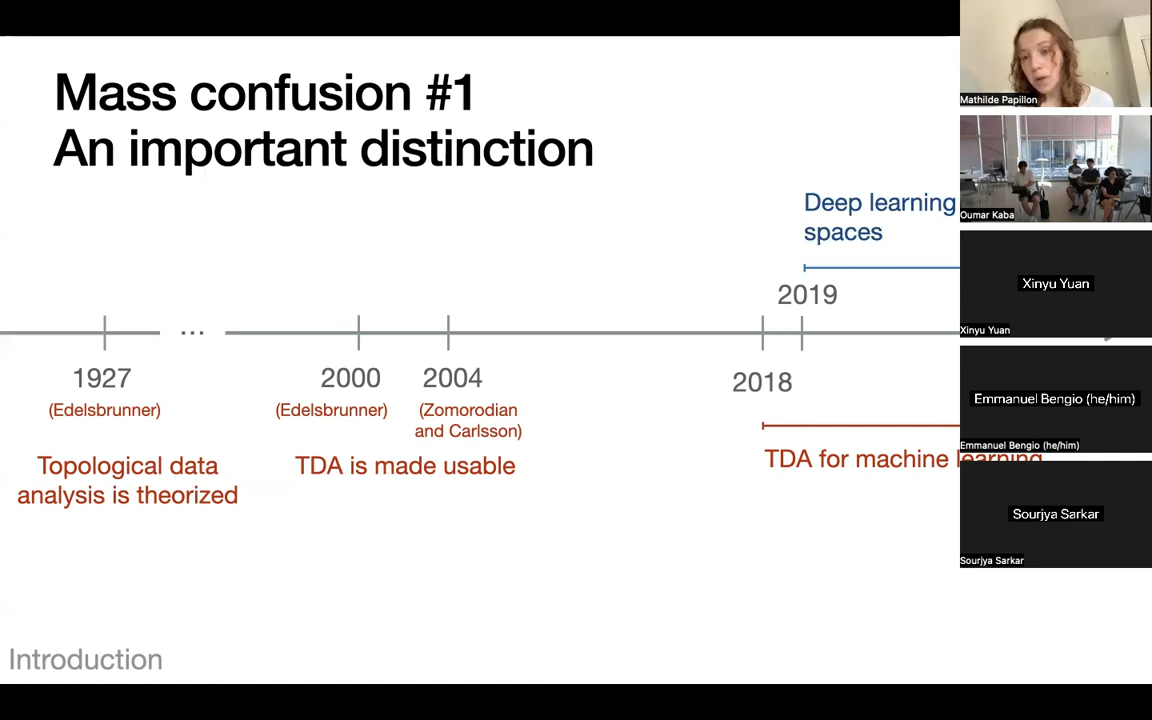 Mass confusion #1
An important distinction
Deep learning
spaces
2019
...
1927
2000
2004
2018
(Edelsbrunner)
(Edelsbrunner)
(Zomorodian
and Carlsson)
Topological data
analysis is theorized
TDA is made usable
TDA for machine learning
Introduction
Mathilde Papillon
Oumar Kaba
Xinyu Yuan
Xinyu Yuan
Emmanuel Bengio (he/him)
Emmanuel Bengio (he/him)
Sourjya Sarkar
Sourjya Sarkar